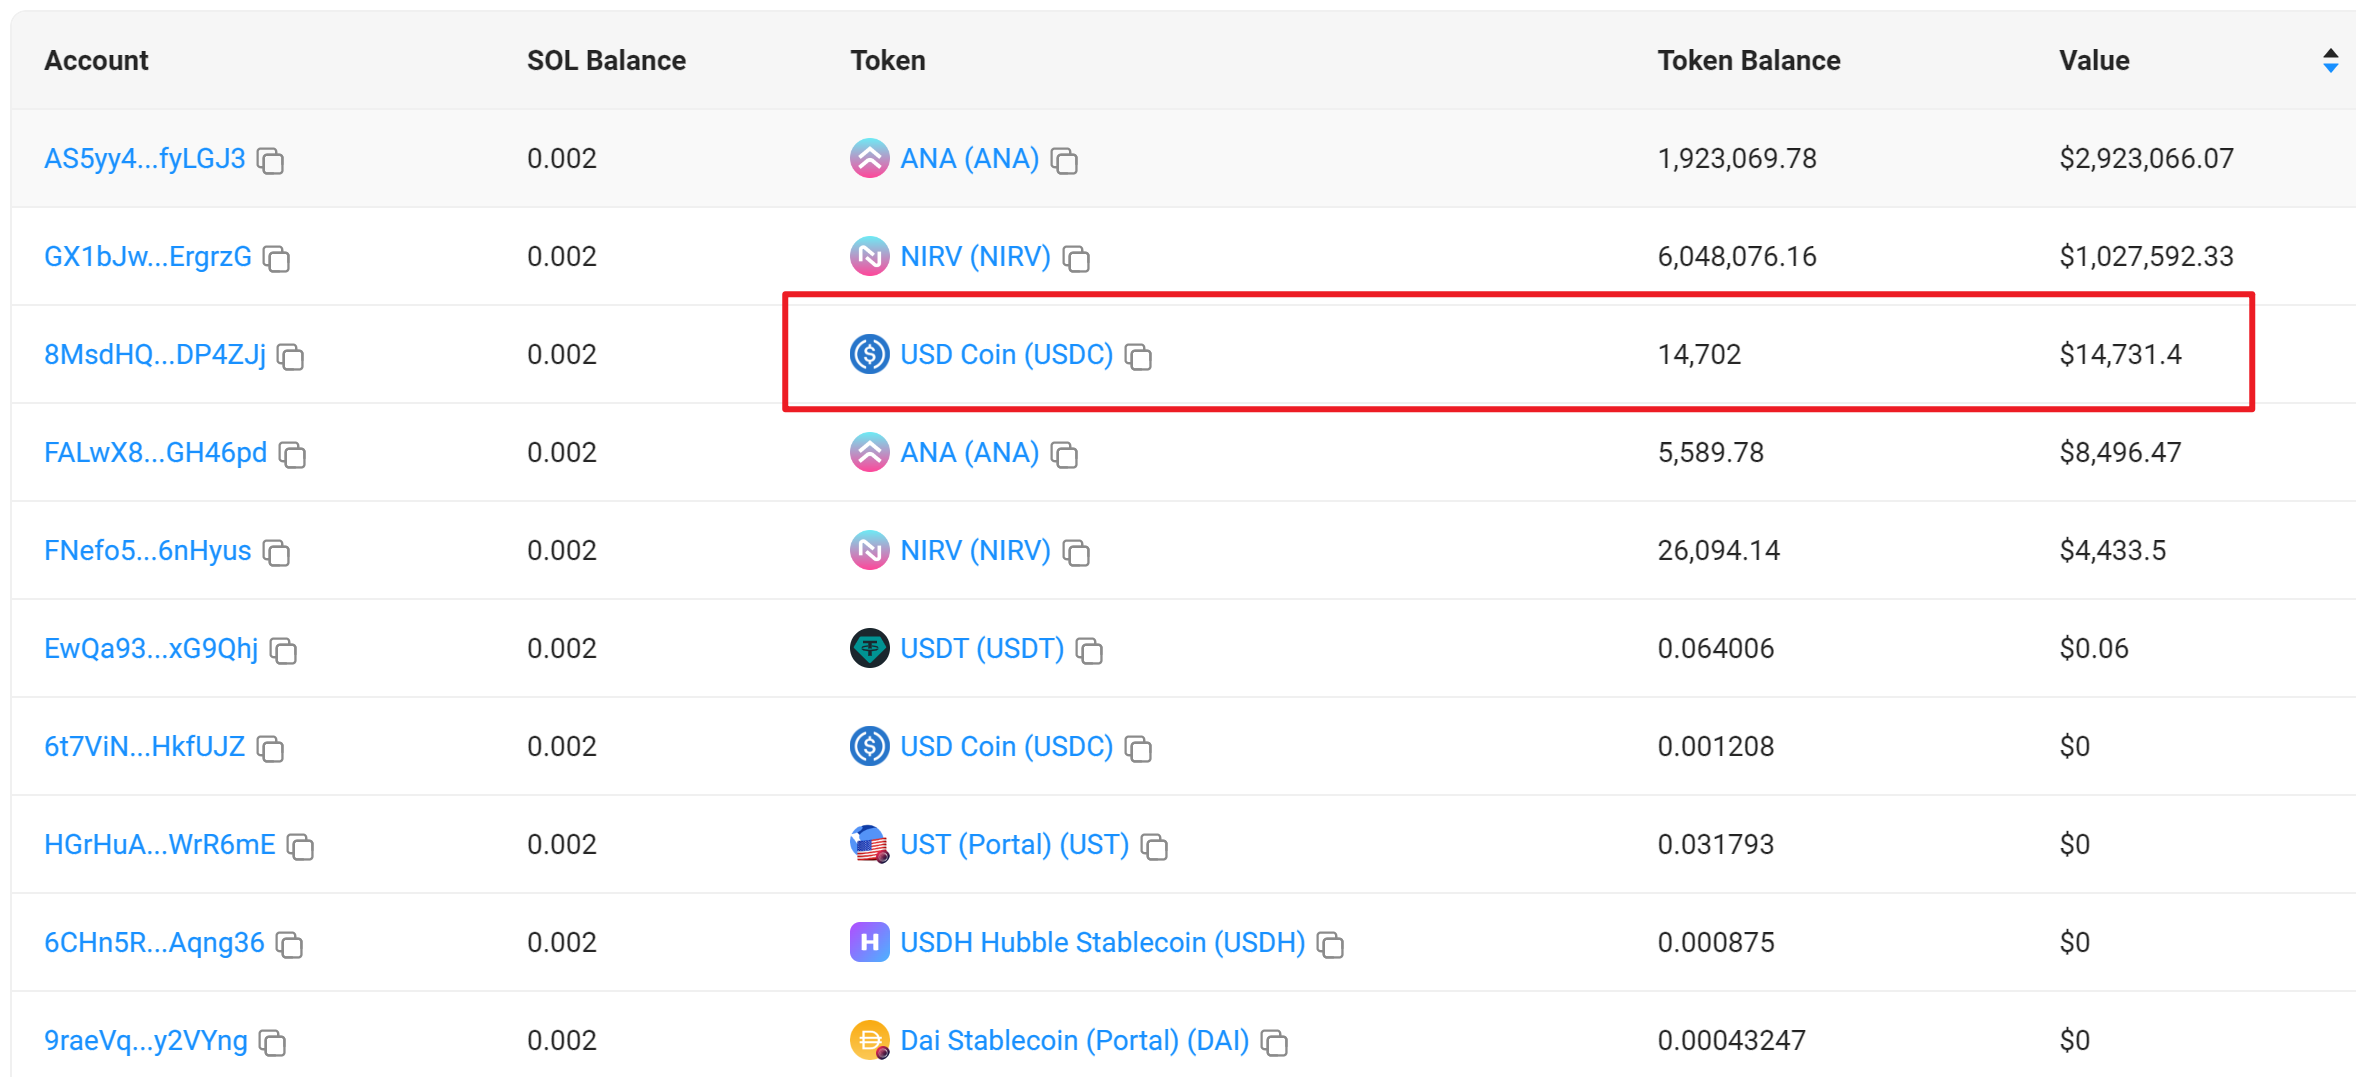 Account SOL Balance Token Token Balance Value
AS5yy4...fyLGJ3 0.002 ANA (ANA) 1,923,069.78 $2,923,066.07
GX1bJw...ErgrzG 0.002 NIRV (NIRV) 6,048,076.16 $1,027,592.33
8MsdHQ...DP4ZJj 0.002 USD Coin (USDC) 14,702 $14,731.4
FALwX8...GH46pd 0.002 ANA (ANA) 5,589.78 $8,496.47
FNefo5...6nHyus 0.002 NIRV (NIRV) 26,094.14 $4,433.5
EwQa93...xG9Qhj 0.002 USDT (USDT) 0.064006 $0.06
6t7ViN...HkfUJZ 0.002 USD Coin (USDC) 0.001208 $0
HGrHuA...WrR6mE 0.002 UST (Portal) (UST) 0.031793 $0
6CHn5R...Aqng36 0.002 USDH Hubble Stablecoin (USDH) 0.000875 $0
9raeVq...y2VYng 0.002 Dai Stablecoin (Portal) (DAI) 0.00043247 $0